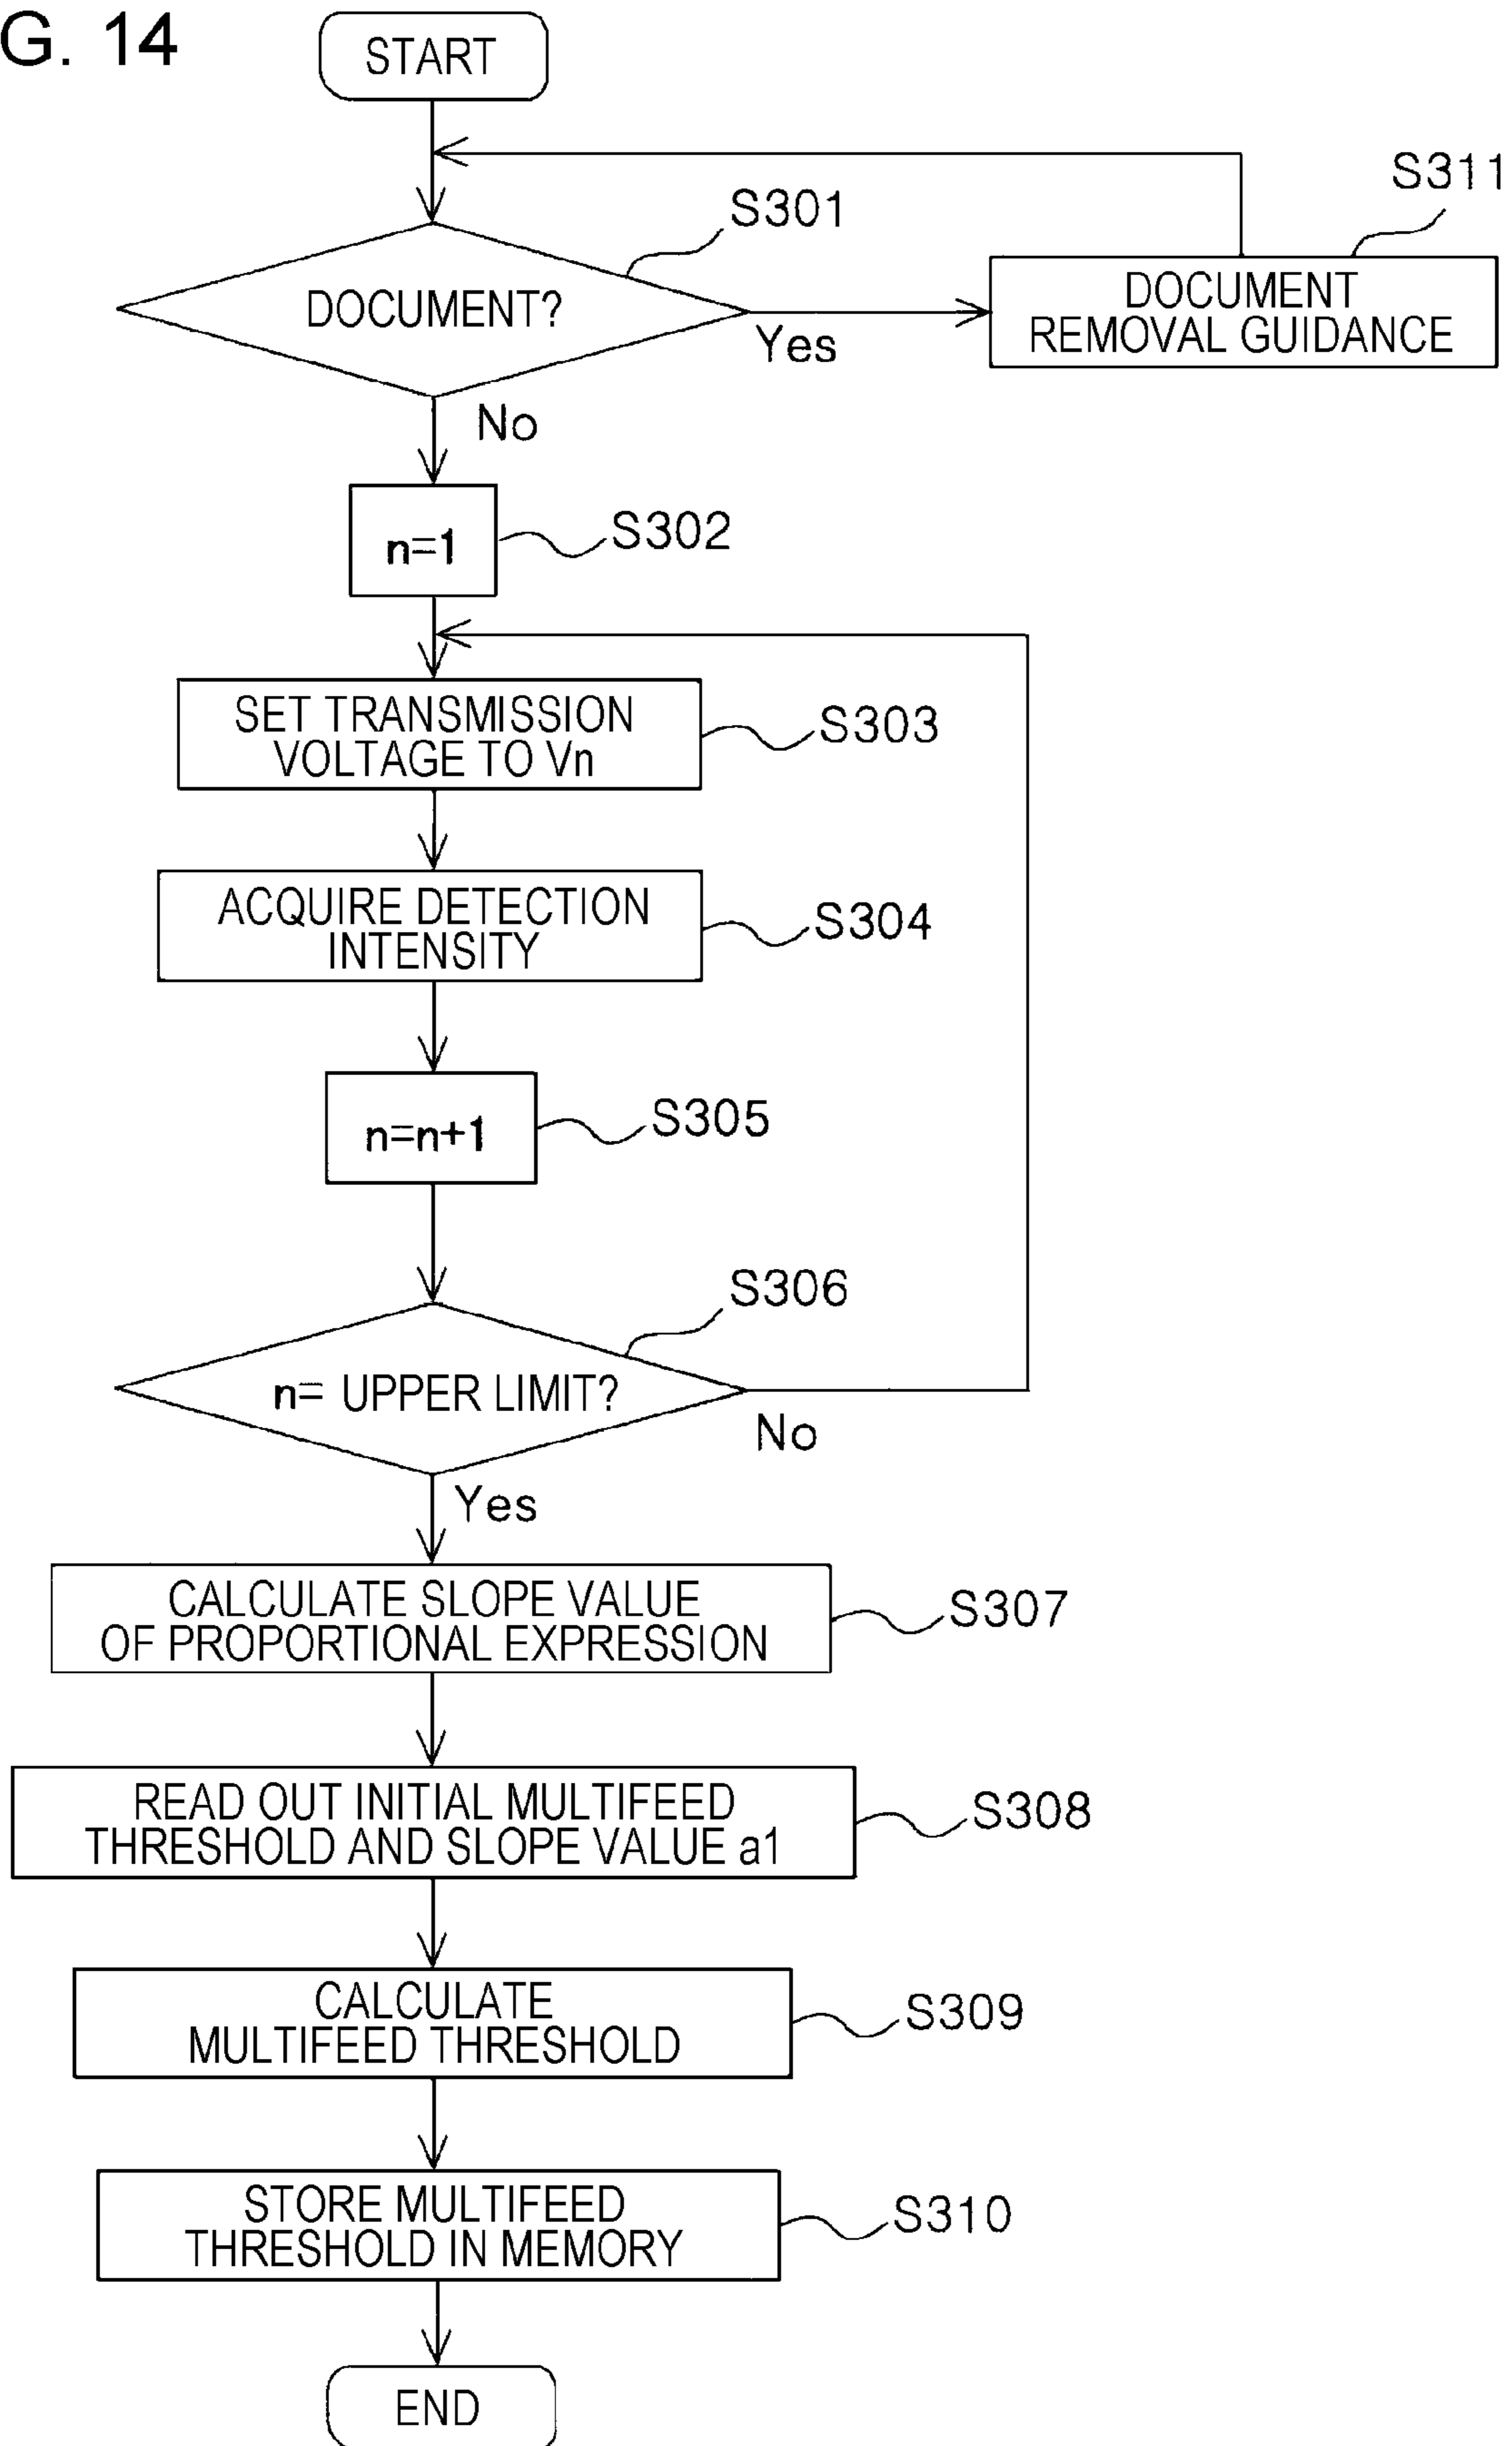 G. 14
START
S311
S301
DOCUMENT?
Yes
DOCUMENT
REMOVAL GUIDANCE
No
n=1
S302
SET TRANSMISSION
VOLTAGE TO Vn
S303
ACQUIRE DETECTION
INTENSITY
S304
n=n+1
S305
S306
n= UPPER LIMIT?
No
Yes
CALCULATE SLOPE VALUE
OF PROPORTIONAL EXPRESSION
S307
READ OUT INITIAL MULTIFEED
THRESHOLD AND SLOPE VALUE a1
S308
CALCULATE
MULTIFEED THRESHOLD
S309
STORE MULTIFEED
THRESHOLD IN MEMORY
S310
END